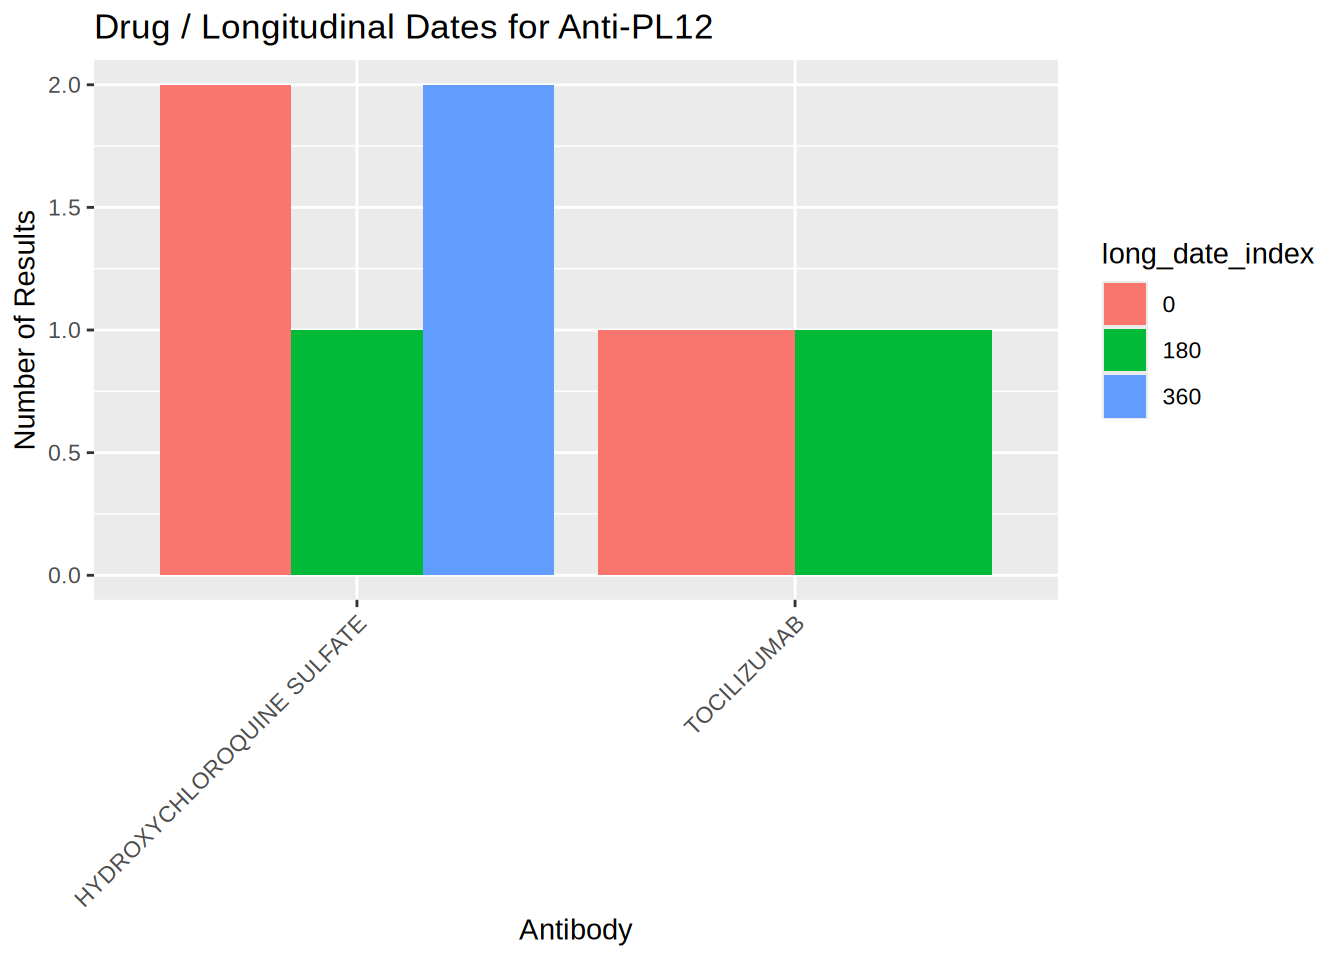 Drug / Longitudinal Dates for Anti-PL12
Number of Results
2.0
1.5
1.0
0.5
0.0
HYDROXYCHLOROQUINE SULFATE
TOCILIZUMAB
Antibody
long_date_index
0
180
360